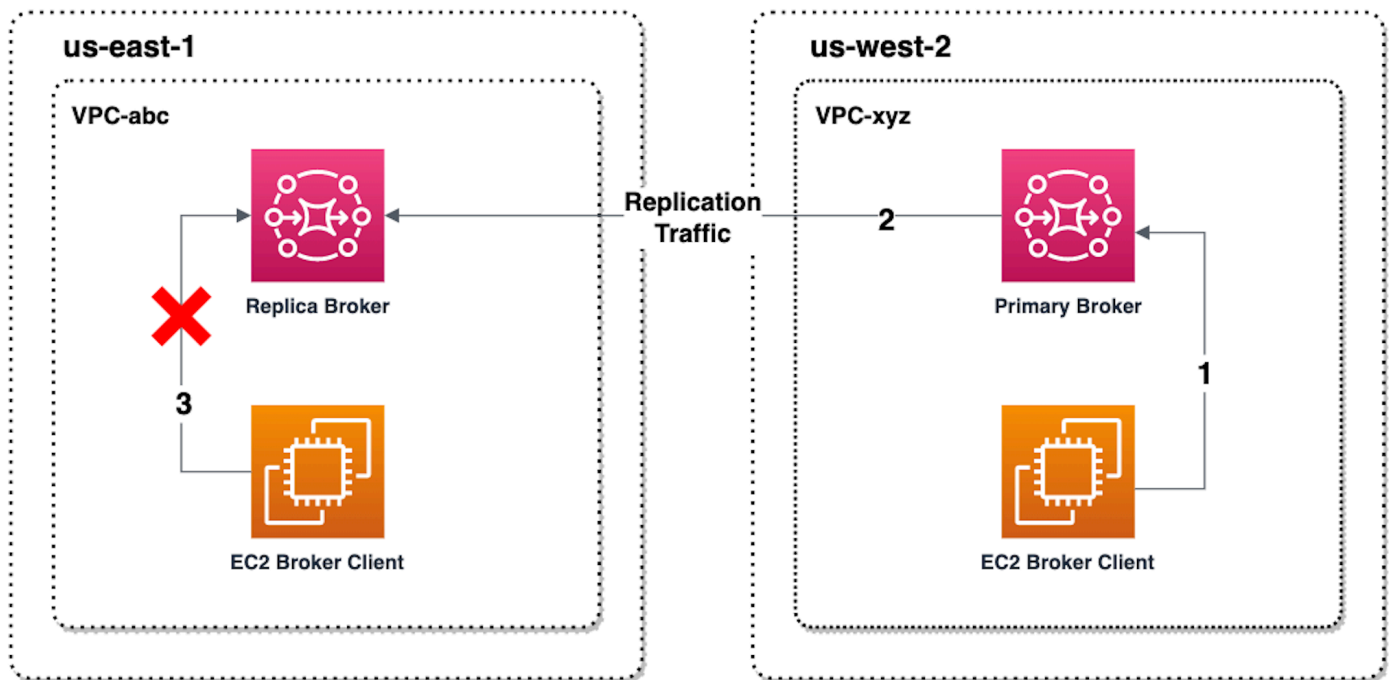 us-east-1
VPC-abc
Replica Broker
3
EC2 Broker Client
Replication
Traffic
us-west-2
VPC-xyz
2
Primary Broker
1
EC2 Broker Client